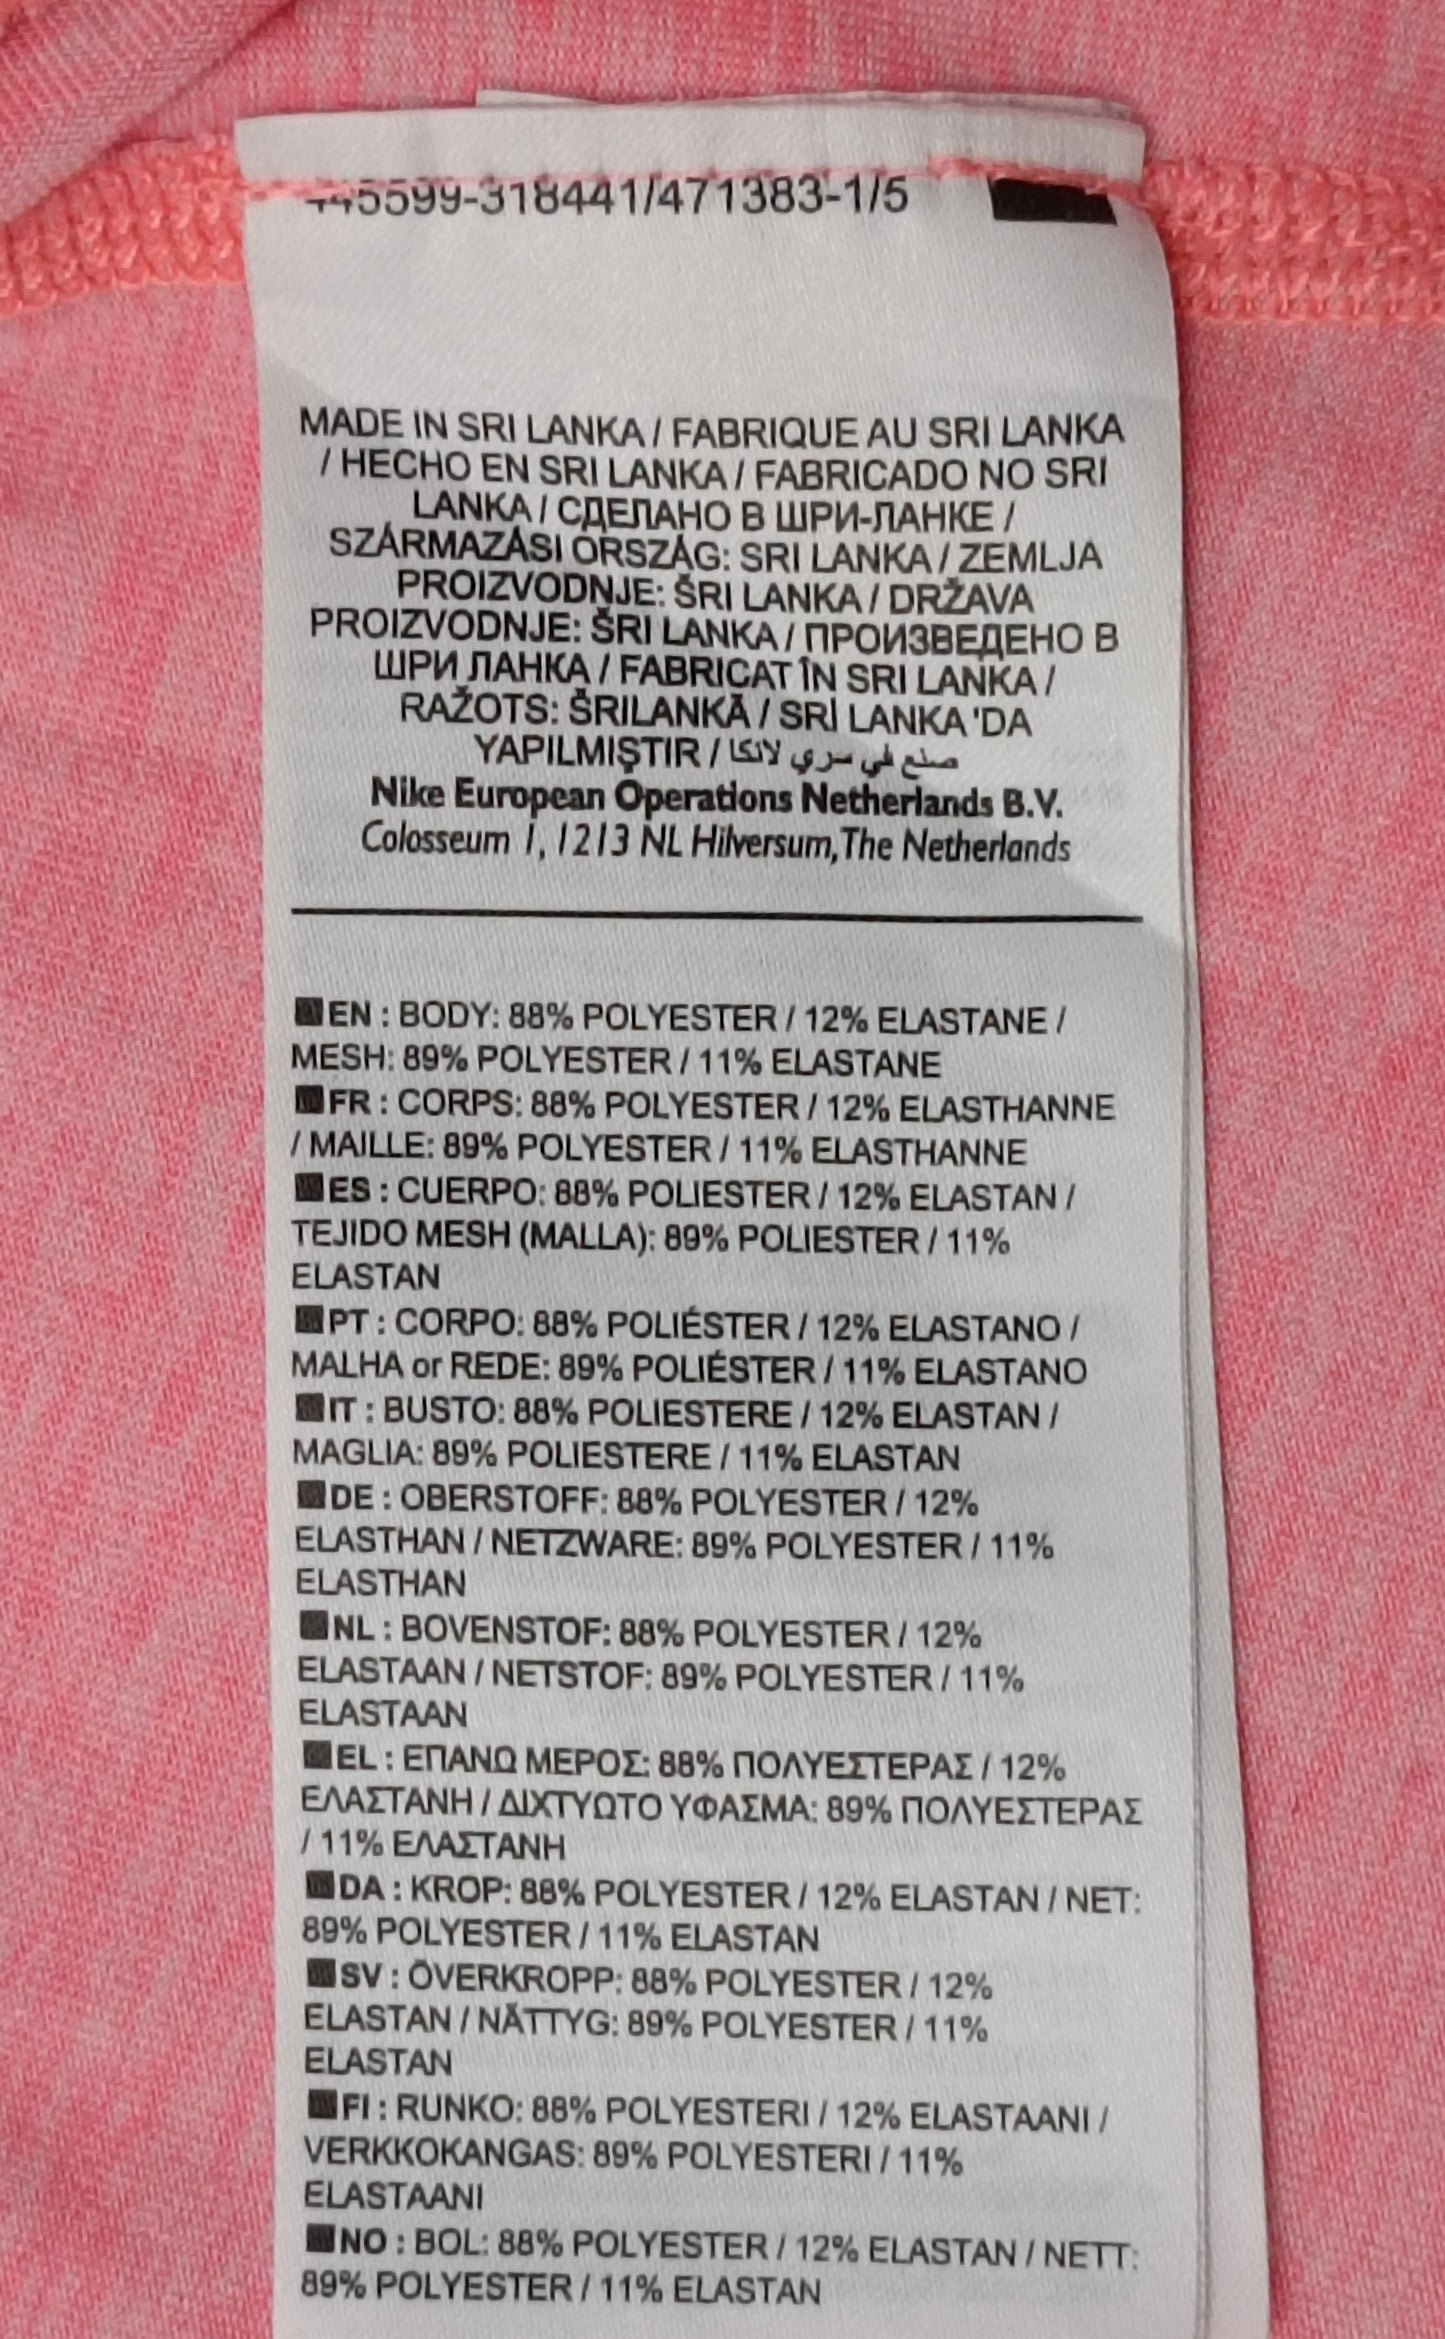 445599-318441/471383-1/5
MADE IN SRI LANKA / FABRIQUE AU SRI LANKA
/ HECHO EN SRI LANKA / FABRICADO NO SRI
LANKA / СДЕЛАНО В ШРИ-ЛАНКЕ /
SZÁRMAZÁSI ORSZÁG: SRI LANKA / ZEMLJA
PROIZVODNJE: ŠRI LANKA / DRŽAVA
PROIZVODNJE: ŠRI LANKA / ПРОИЗВЕДЕНО В
ШРИ ЛАНКА / FABRICAT ÎN SRI LANKA /
RAŽOTS: ŠRILANKĀ / SRİ LANKA 'DA
YAPILMIŞTIR / صنع في سري لانكا
Nike European Operations Netherlands B.V.
Colosseum 1, 1213 NL Hilversum, The Netherlands
EN : BODY: 88% POLYESTER / 12% ELASTANE /
MESH: 89% POLYESTER / 11% ELASTANE
FR : CORPS: 88% POLYESTER / 12% ELASTHANNE
/ MAILLE: 89% POLYESTER / 11% ELASTHANNE
ES : CUERPO: 88% POLIESTER / 12% ELASTAN /
TEJIDO MESH (MALLA): 89% POLIESTER / 11%
ELASTAN
PT : CORPO: 88% POLIÉSTER / 12% ELASTANO /
MALHA or REDE: 89% POLIÉSTER / 11% ELASTANO
IT : BUSTO: 88% POLIESTERE / 12% ELASTAN /
MAGLIA: 89% POLIESTERE / 11% ELASTAN
DE : OBERSTOFF: 88% POLYESTER / 12%
ELASTHAN / NETZWARE: 89% POLYESTER / 11%
ELASTHAN
NL : BOVENSTOF: 88% POLYESTER / 12%
ELASTAAN / NETSTOF: 89% POLYESTER / 11%
ELASTAAN
EL : ΕΠΑΝΩ ΜΕΡΟΣ: 88% ΠΟΛΥΕΣΤΕΡΑΣ / 12%
ΕΛΑΣΤΑΝΗ / ΔΙΧΤΥΩΤΟ ΥΦΑΣΜΑ: 89% ΠΟΛΥΕΣΤΕΡΑΣ
/ 11% ΕΛΑΣΤΑΝΗ
DA : KROP: 88% POLYESTER / 12% ELASTAN / NET:
89% POLYESTER / 11% ELASTAN
SV : ÖVERKROPP: 88% POLYESTER / 12%
ELASTAN / NÄTTYG: 89% POLYESTER / 11%
ELASTAN
FI : RUNKO: 88% POLYESTERI / 12% ELASTAANI /
VERKKOKANGAS: 89% POLYESTERI / 11%
ELASTAANI
NO : BOL: 88% POLYESTER / 12% ELASTAN / NETT:
89% POLYESTER / 11% ELASTAN